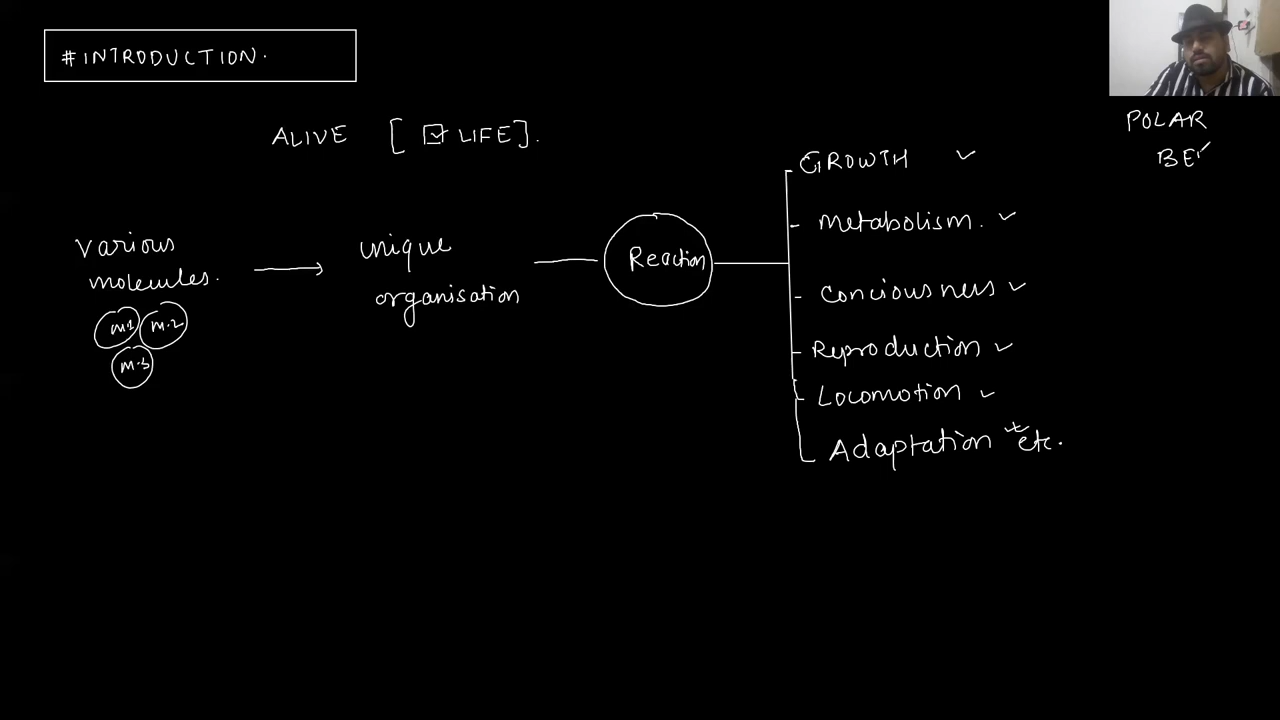 # INTRODUCTION.
ALIVE [ ☑ LIFE].
various
molecules.
m.1 m.2
m.3
unique
organisation
Reaction
GROWTH ✓
Metabolism. ✓
Conciousness ✓
Reproduction ✓
Locomotion ✓
Adaptation etc.
POLAR
BE